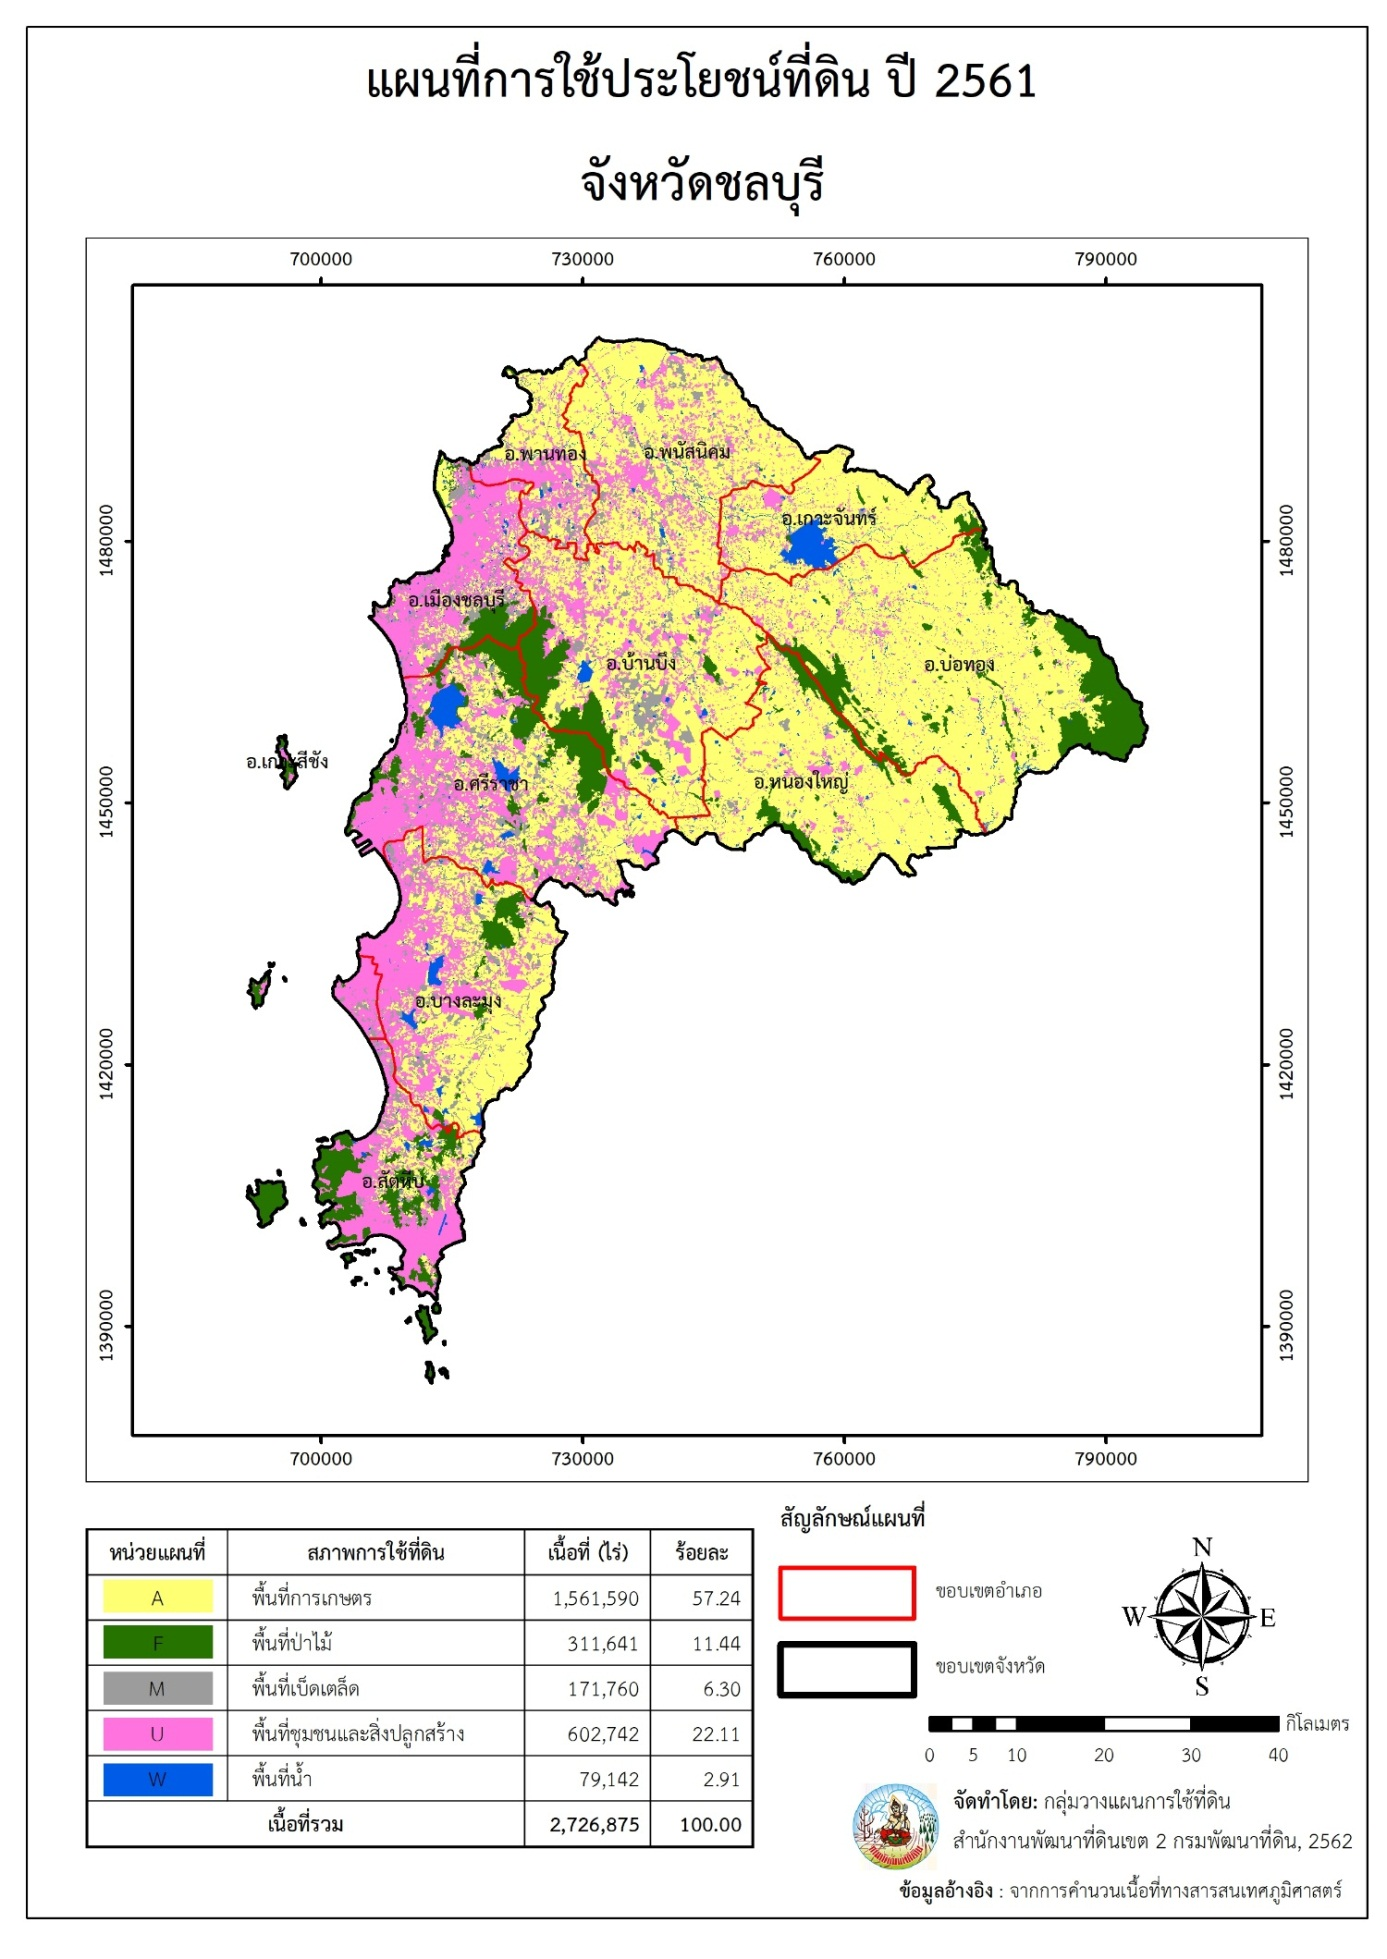 แผนที่การใช้ประโยชน์ที่ดิน ปี 2561
จังหวัดชลบุรี
700000 730000 760000 790000
1480000 1480000
1450000 1450000
1420000 1420000
1390000 1390000
อ.พานทอง
อ.พนัสนิคม
อ.เกาะจันทร์
อ.เมืองชลบุรี
อ.บ้านบึง
อ.บ่อทอง
อ.เกาะสีชัง
อ.ศรีราชา
อ.หนองใหญ่
อ.บางละมุง
อ.สัตหีบ
700000 730000 760000 790000
หน่วยแผนที่ สภาพการใช้ที่ดิน เนื้อที่ (ไร่) ร้อยละ
A พื้นที่การเกษตร 1,561,590 57.24
F พื้นที่ป่าไม้ 311,641 11.44
M พื้นที่เบ็ดเตล็ด 171,760 6.30
U พื้นที่ชุมชนและสิ่งปลูกสร้าง 602,742 22.11
W พื้นที่น้ำ 79,142 2.91
เนื้อที่รวม 2,726,875 100.00
สัญลักษณ์แผนที่
ขอบเขตอำเภอ
ขอบเขตจังหวัด
N
W E
S
กิโลเมตร
0 5 10 20 30 40
จัดทำโดย: กลุ่มวางแผนการใช้ที่ดิน
สำนักงานพัฒนาที่ดินเขต 2 กรมพัฒนาที่ดิน, 2562
ข้อมูลอ้างอิง : จากการคำนวนเนื้อที่ทางสารสนเทศภูมิศาสตร์